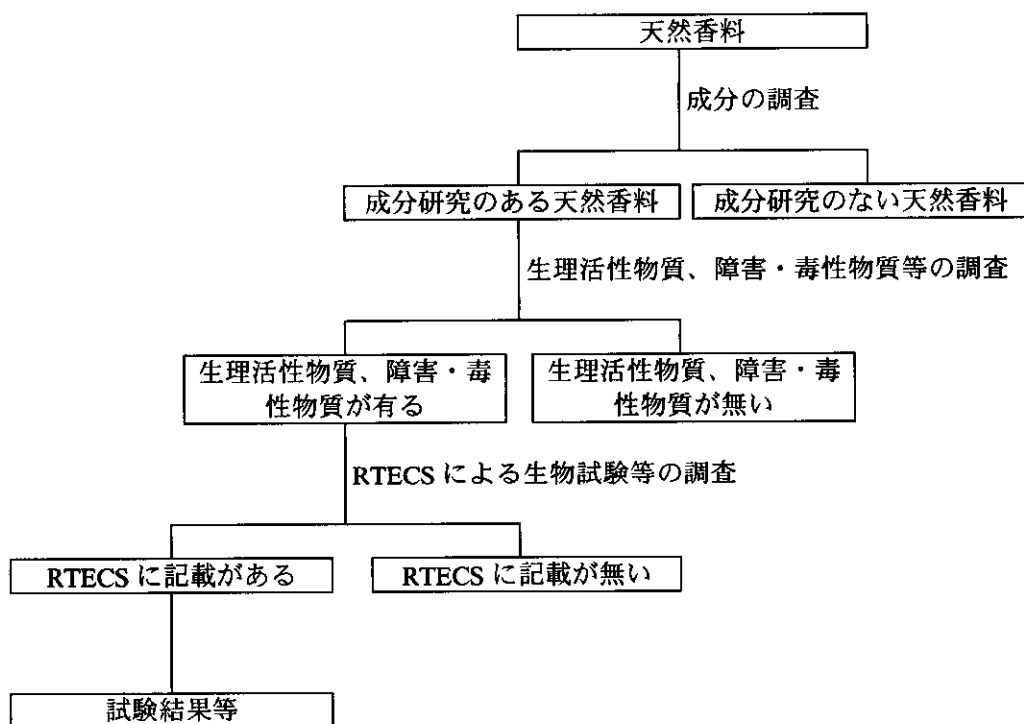 天然香料
成分の調査
成分研究のある天然香料
成分研究のない天然香料
生理活性物質、障害・毒性物質等の調査
生理活性物質、障害・毒
性物質が有る
生理活性物質、障害・毒
性物質が無い
RTECS による生物試験等の調査
RTECS に記載がある
RTECS に記載が無い
試験結果等